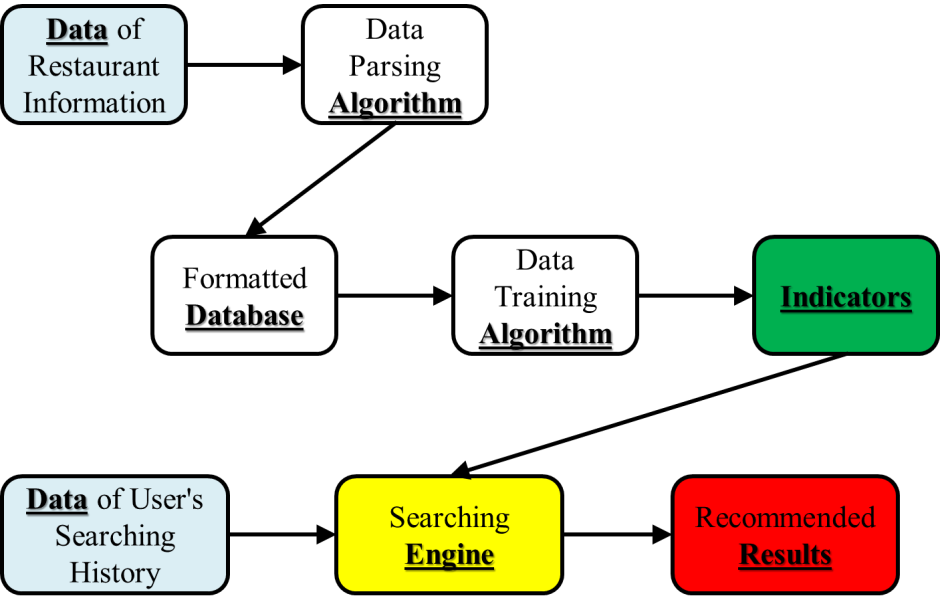 Data of
Restaurant
Information
Data
Parsing
Algorithm
Formatted
Database
Data
Training
Algorithm
Indicators
Data of User's
Searching
History
Searching
Engine
Recommended
Results